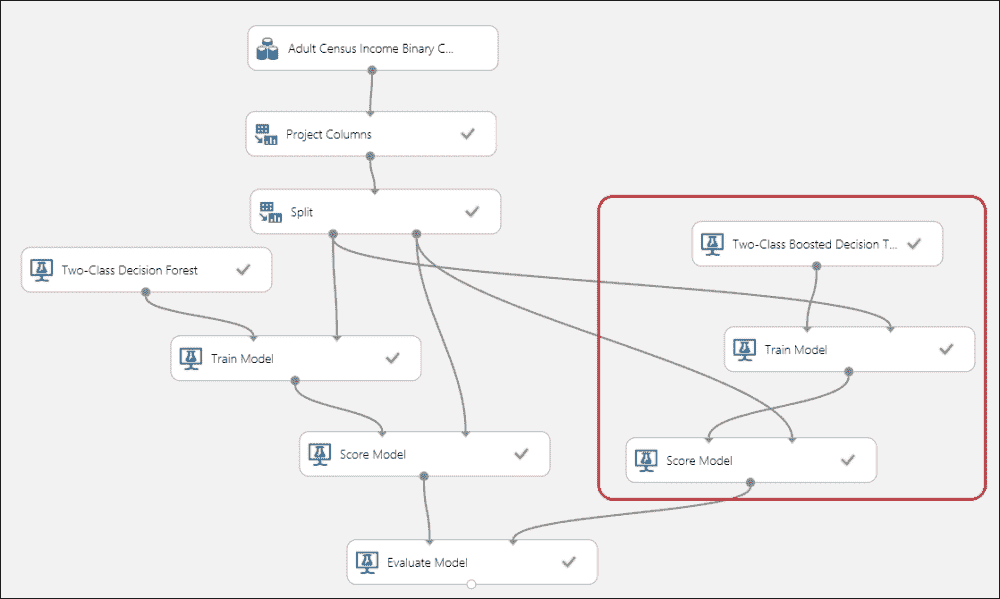 Adult Census Income Binary C...
Project Columns
Split
Two-Class Boosted Decision T...
Two-Class Decision Forest
Train Model
Train Model
Score Model
Score Model
Evaluate Model